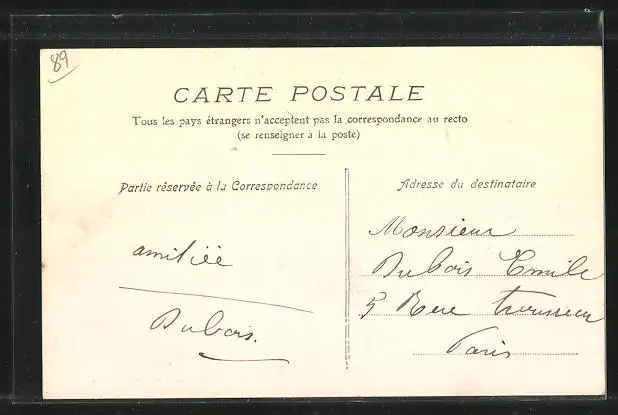 89
CARTE POSTALE
Tous les pays étrangers n'acceptent pas la correspondance au recto
(se renseigner à la poste)
Partie réservée à la Correspondance
amitiée
Dubois.
Adresse du destinataire
Monsieur
Dubois Emile
5 Rue
Paris